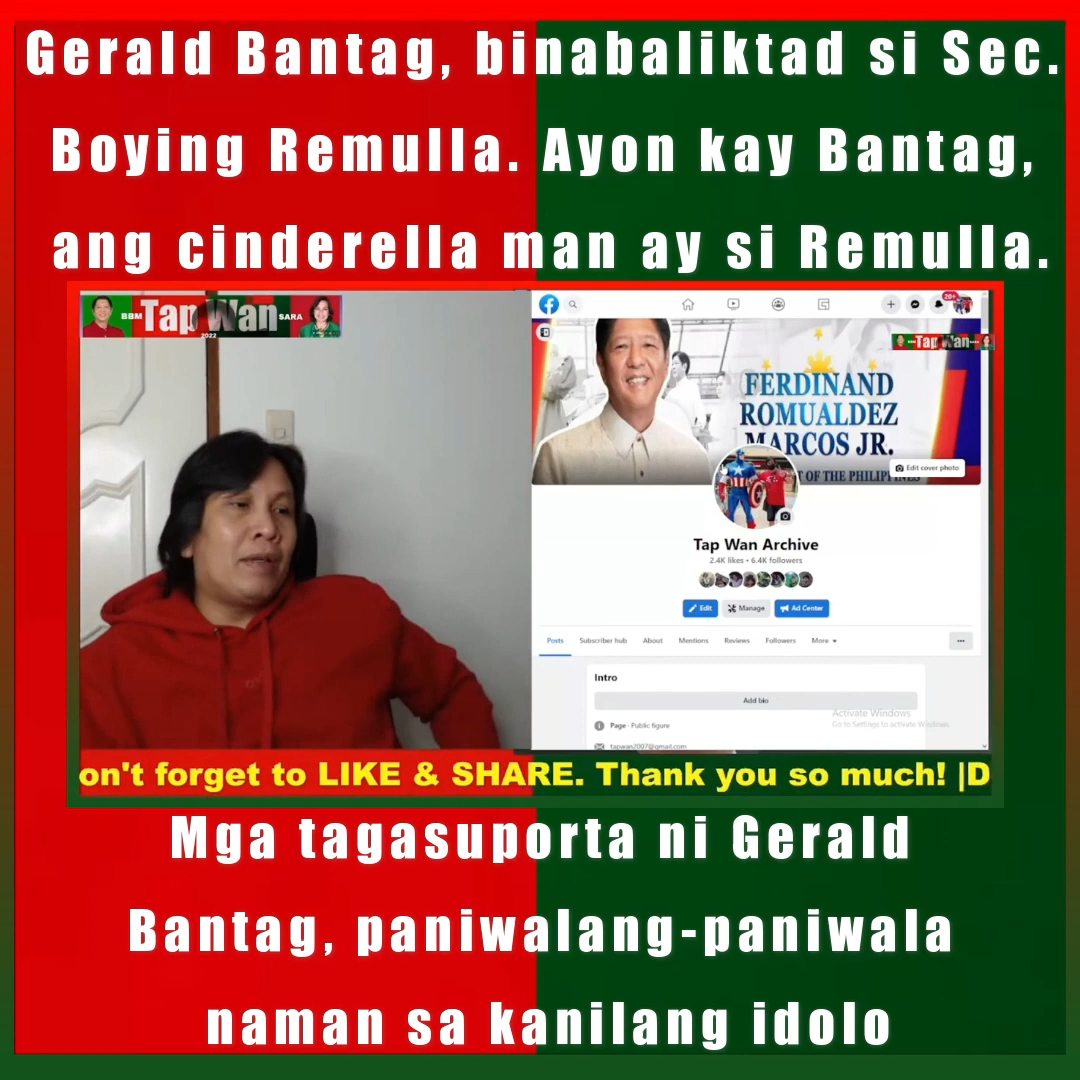 Gerald Bantag, binabaliktad si Sec.
Boying Remulla. Ayon kay Bantag,
ang cinderella man ay si Remulla.
BBM Tap Wan SARA
2022
20+
Tap Wan
FERDINAND
ROMUALDEZ
MARCOS JR.
T OF THE PHILIPPINES
Edit cover photo
Tap Wan Archive
2.4K likes • 6.4K followers
Edit
Manage
Ad Center
Posts Subscriber hub About Mentions Reviews Followers More
Intro
Add bio
Activate Windows
Go to Settings to activate Windows.
Page · Public figure
tapwan2007@gmail.com
on't forget to LIKE & SHARE. Thank you so much! |D
Mga tagasuporta ni Gerald
Bantag, paniwalang-paniwala
naman sa kanilang idolo